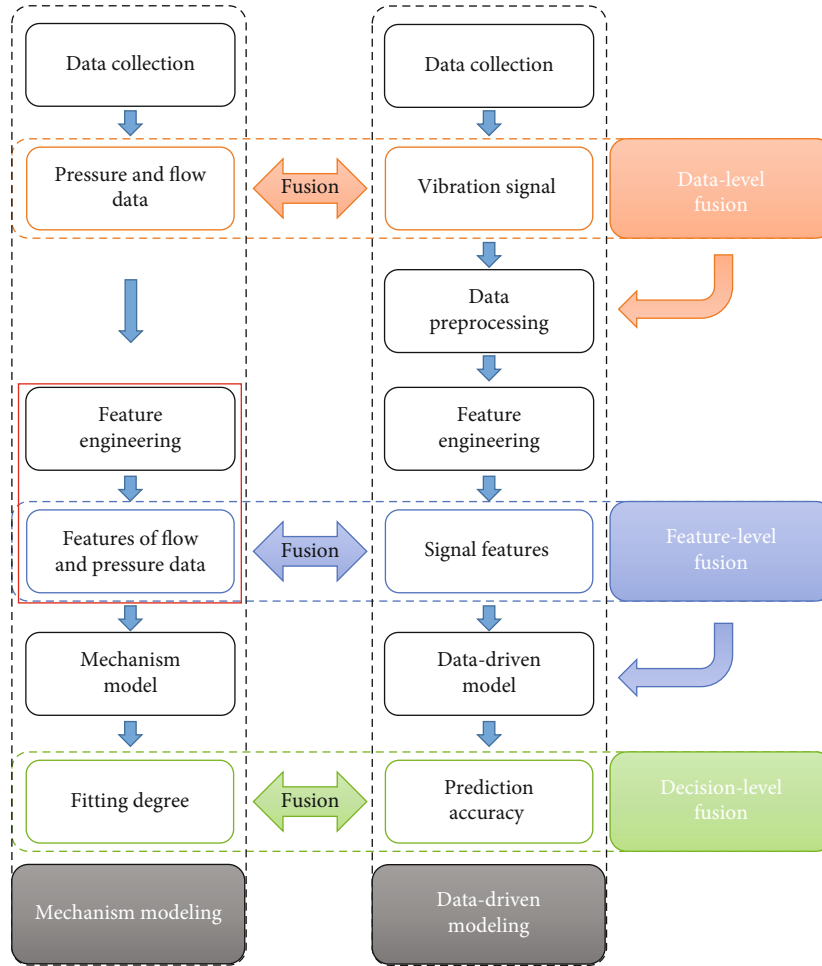 Data collection
Data collection
Pressure and flow
data
Fusion
Vibration signal
Data-level
fusion
Data
preprocessing
Feature
engineering
Feature
engineering
Features of flow
and pressure data
Fusion
Signal features
Feature-level
fusion
Mechanism
model
Data-driven
model
Fitting degree
Fusion
Prediction
accuracy
Decision-level
fusion
Mechanism modeling
Data-driven
modeling